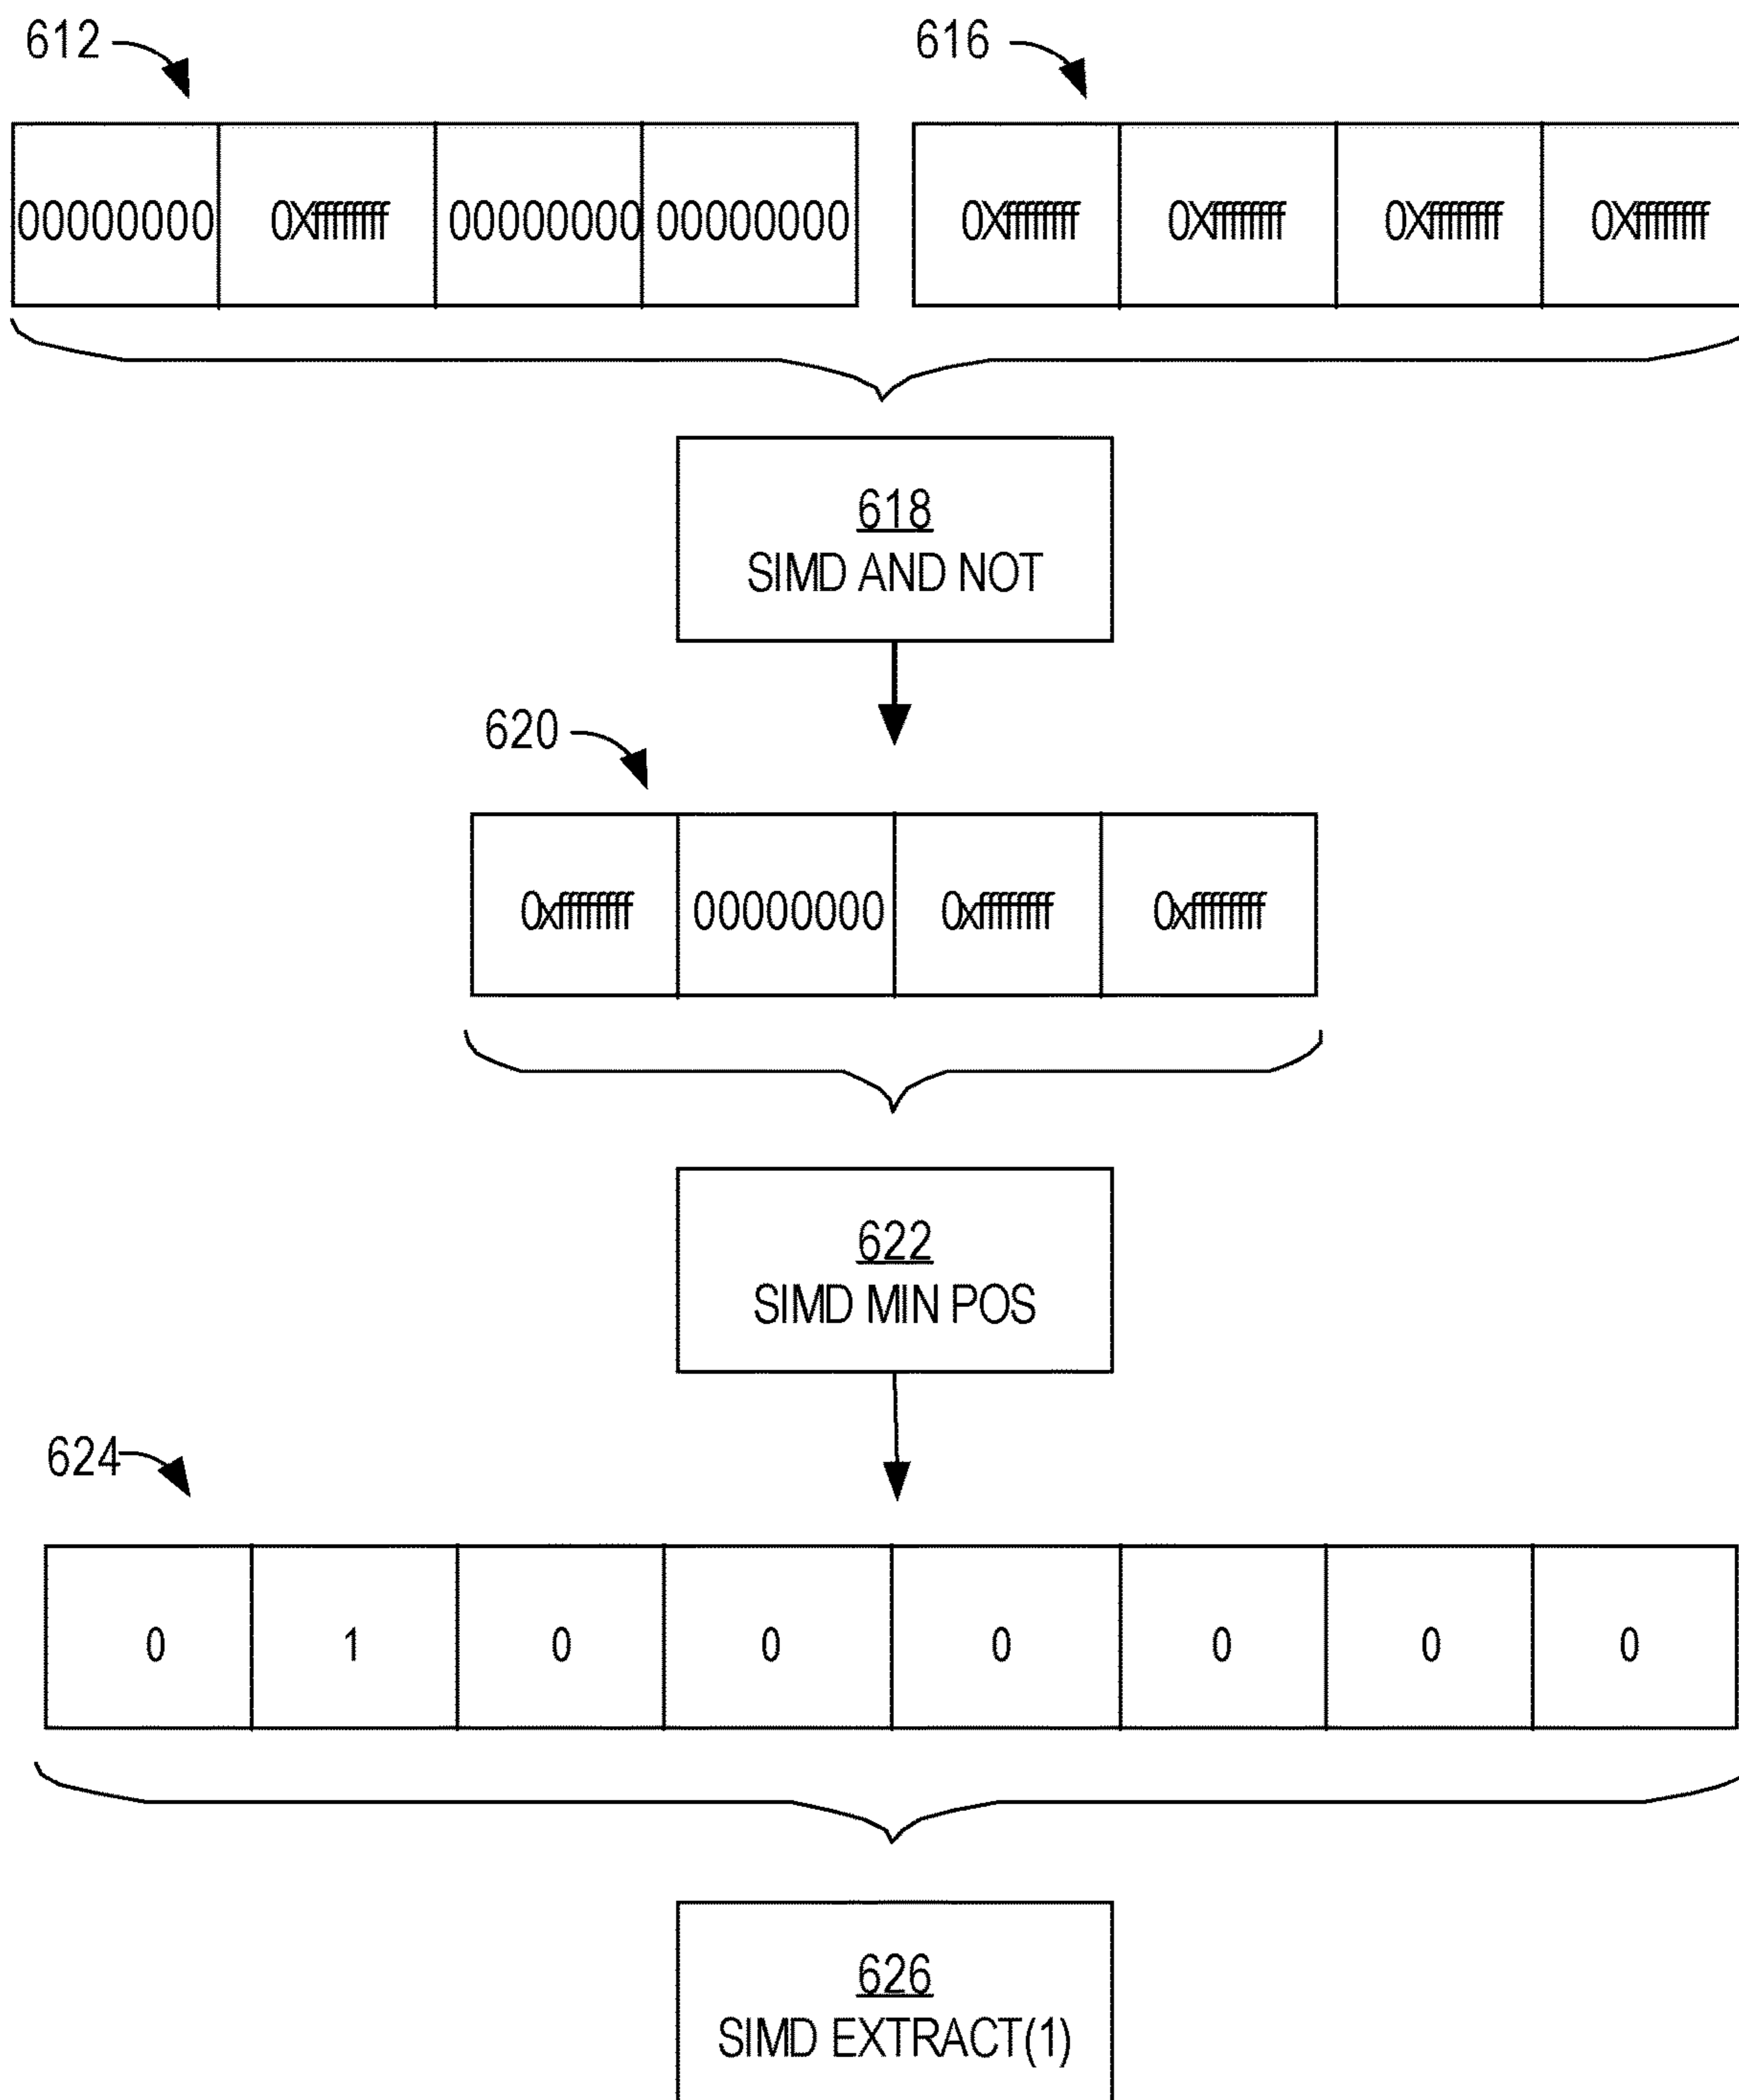 612 616
00000000 0Xffffffff 00000000 00000000 0Xffffffff 0Xffffffff 0Xffffffff 0Xffffffff
618
SIMD AND NOT
620
0xffffffff 00000000 0xffffffff 0xffffffff
622
SIMD MIN POS
624
0 1 0 0 0 0 0 0
626
SIMD EXTRACT(1)